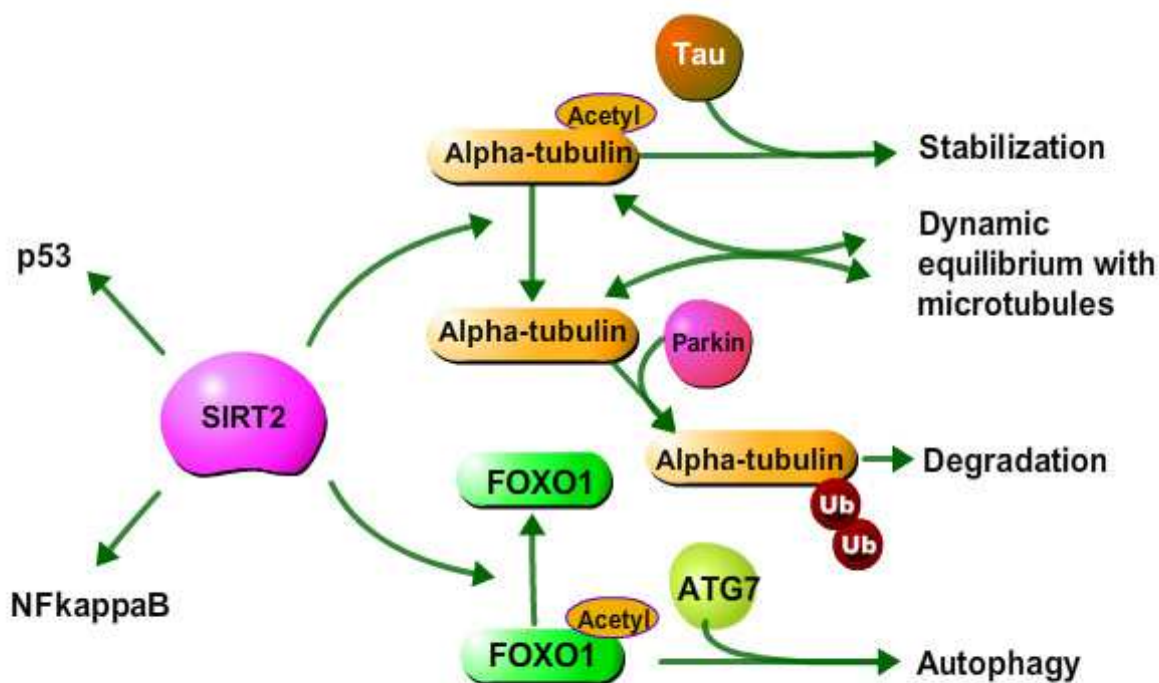 Tau
Acetyl
Alpha-tubulin
Stabilization
Dynamic
equilibrium with
microtubules
p53
Alpha-tubulin
Parkin
SIRT2
Alpha-tubulin
Degradation
FOXO1
Ub
Ub
NFkappaB
ATG7
Acetyl
FOXO1
Autophagy